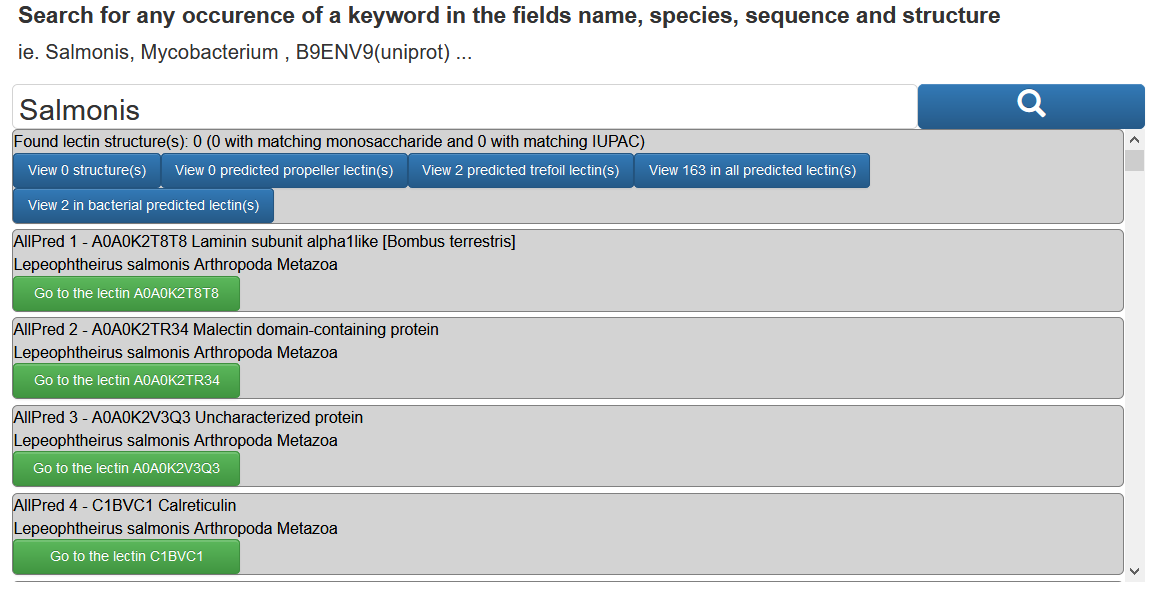 Search for any occurence of a keyword in the fields name, species, sequence and structure
ie. Salmonis, Mycobacterium , B9ENV9(uniprot) ...
Salmonis
Found lectin structure(s): 0 (0 with matching monosaccharide and 0 with matching IUPAC)
View 0 structure(s) View 0 predicted propeller lectin(s) View 2 predicted trefoil lectin(s) View 163 in all predicted lectin(s)
View 2 in bacterial predicted lectin(s)
AllPred 1 - A0A0K2T8T8 Laminin subunit alpha1like [Bombus terrestris]
Lepeophtheirus salmonis Arthropoda Metazoa
Go to the lectin A0A0K2T8T8
AllPred 2 - A0A0K2TR34 Malectin domain-containing protein
Lepeophtheirus salmonis Arthropoda Metazoa
Go to the lectin A0A0K2TR34
AllPred 3 - A0A0K2V3Q3 Uncharacterized protein
Lepeophtheirus salmonis Arthropoda Metazoa
Go to the lectin A0A0K2V3Q3
AllPred 4 - C1BVC1 Calreticulin
Lepeophtheirus salmonis Arthropoda Metazoa
Go to the lectin C1BVC1